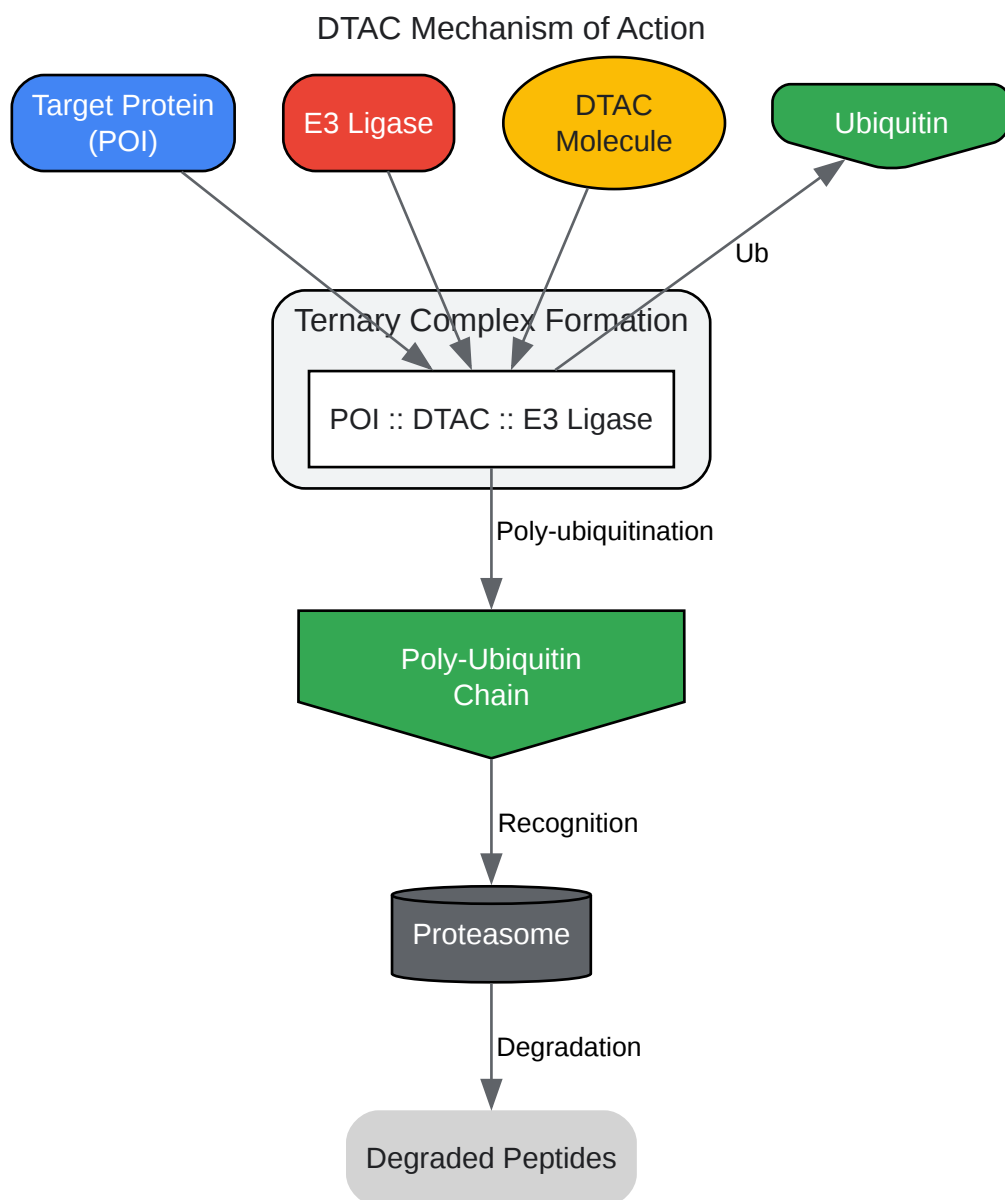 DTAC Mechanism of Action
Target Protein
(POI)
E3 Ligase
DTAC
Molecule
Ubiquitin
Ub
Ternary Complex Formation
POI :: DTAC :: E3 Ligase
Poly-ubiquitination
Poly-Ubiquitin
Chain
Recognition
Proteasome
Degradation
Degraded Peptides